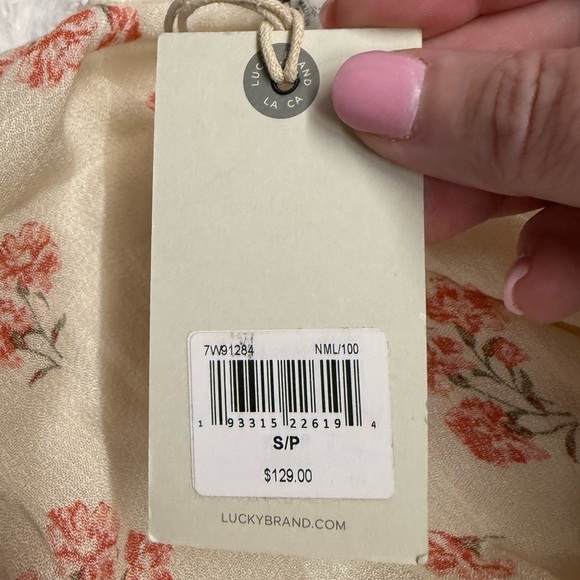 LUCKY BRAND
LA CA
7W91284 NML/100
1 93315 22619 4
S/P
$129.00
LUCKYBRAND.COM